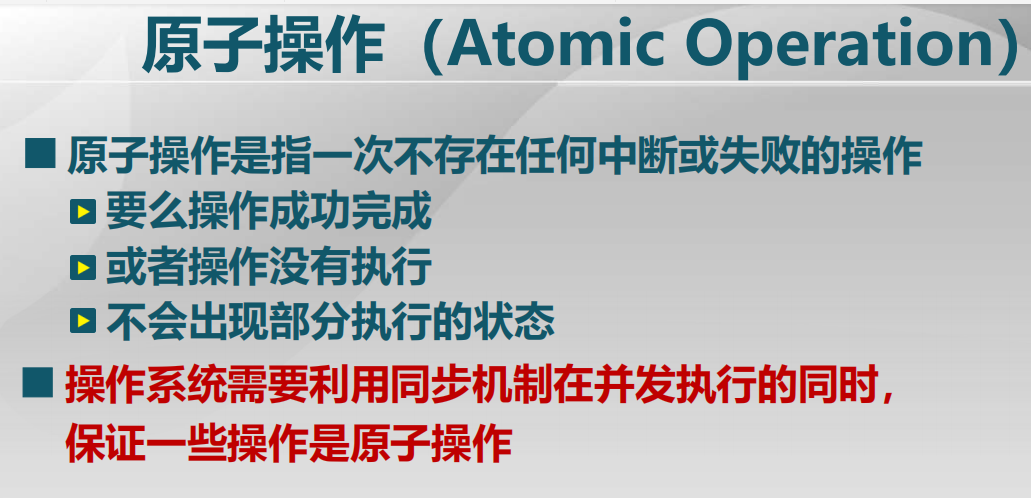 原子操作（Atomic Operation）
原子操作是指一次不存在任何中断或失败的操作
要么操作成功完成
或者操作没有执行
不会出现部分执行的状态
操作系统需要利用同步机制在并发执行的同时，
保证一些操作是原子操作